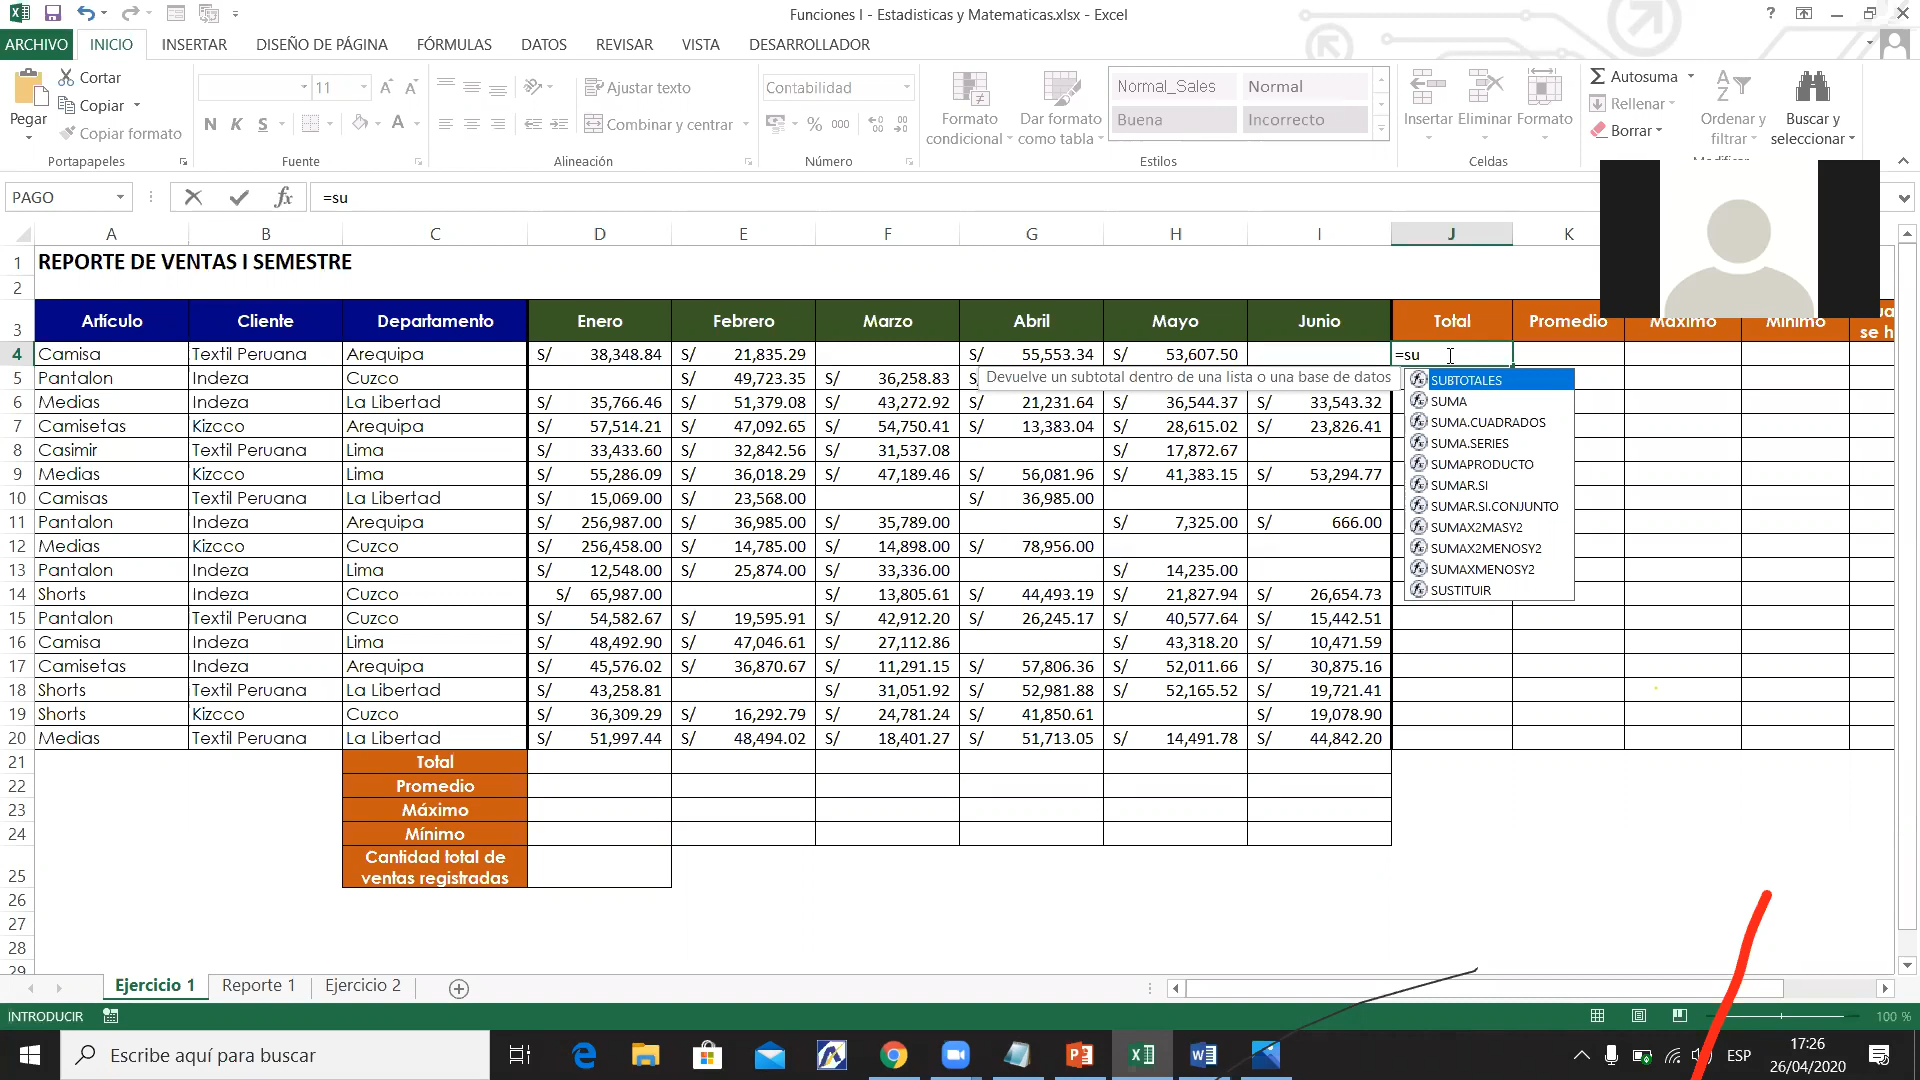 Funciones I - Estadisticas y Matematicas.xlsx - Excel
ARCHIVO INICIO INSERTAR DISEÑO DE PÁGINA FÓRMULAS DATOS REVISAR VISTA DESARROLLADOR
Pegar
Cortar
Copiar
Copiar formato
Portapapeles
11
N K S
Fuente
Ajustar texto
Combinar y centrar
Alineación
Contabilidad
% 000
Número
Formato condicional
Dar formato como tabla
Normal_Sales Normal
Buena Incorrecto
Estilos
Insertar Eliminar Formato
Celdas
Autosuma
Rellenar
Borrar
Ordenar y filtrar
Buscar y seleccionar
PAGO =su
A B C D E F G H I J K
1 REPORTE DE VENTAS I SEMESTRE
2
3 Artículo Cliente Departamento Enero Febrero Marzo Abril Mayo Junio Total Promedio Máximo Mínimo
se h
4 Camisa Textil Peruana Arequipa S/ 38,348.84 S/ 21,835.29 S/ 55,553.34 S/ 53,607.50 =su
5 Pantalon Indeza Cuzco S/ 49,723.35 S/ 36,258.83 S/
Devuelve un subtotal dentro de una lista o una base de datos
SUBTOTALES
SUMA
SUMA.CUADRADOS
SUMA.SERIES
SUMAPRODUCTO
SUMAR.SI
SUMAR.SI.CONJUNTO
SUMAX2MASY2
SUMAX2MENOSY2
SUMAXMENOSY2
SUSTITUIR
6 Medias Indeza La Libertad S/ 35,766.46 S/ 51,379.08 S/ 43,272.92 S/ 21,231.64 S/ 36,544.37 S/ 33,543.32
7 Camisetas Kizcco Arequipa S/ 57,514.21 S/ 47,092.65 S/ 54,750.41 S/ 13,383.04 S/ 28,615.02 S/ 23,826.41
8 Casimir Textil Peruana Lima S/ 33,433.60 S/ 32,842.56 S/ 31,537.08 S/ 17,872.67
9 Medias Kizcco Lima S/ 55,286.09 S/ 36,018.29 S/ 47,189.46 S/ 56,081.96 S/ 41,383.15 S/ 53,294.77
10 Camisas Textil Peruana La Libertad S/ 15,069.00 S/ 23,568.00 S/ 36,985.00
11 Pantalon Indeza Arequipa S/ 256,987.00 S/ 36,985.00 S/ 35,789.00 S/ 7,325.00 S/ 666.00
12 Medias Kizcco Cuzco S/ 256,458.00 S/ 14,785.00 S/ 14,898.00 S/ 78,956.00
13 Pantalon Indeza Lima S/ 12,548.00 S/ 25,874.00 S/ 33,336.00 S/ 14,235.00
14 Shorts Indeza Cuzco S/ 65,987.00 S/ 13,805.61 S/ 44,493.19 S/ 21,827.94 S/ 26,654.73
15 Pantalon Textil Peruana Cuzco S/ 54,582.67 S/ 19,595.91 S/ 42,912.20 S/ 26,245.17 S/ 40,577.64 S/ 15,442.51
16 Camisa Indeza Lima S/ 48,492.90 S/ 47,046.61 S/ 27,112.86 S/ 43,318.20 S/ 10,471.59
17 Camisetas Indeza Arequipa S/ 45,576.02 S/ 36,870.67 S/ 11,291.15 S/ 57,806.36 S/ 52,011.66 S/ 30,875.16
18 Shorts Textil Peruana La Libertad S/ 43,258.81 S/ 31,051.92 S/ 52,981.88 S/ 52,165.52 S/ 19,721.41
19 Shorts Kizcco Cuzco S/ 36,309.29 S/ 16,292.79 S/ 24,781.24 S/ 41,850.61 S/ 19,078.90
20 Medias Textil Peruana La Libertad S/ 51,997.44 S/ 48,494.02 S/ 18,401.27 S/ 51,713.05 S/ 14,491.78 S/ 44,842.20
21 Total
22 Promedio
23 Máximo
24 Mínimo
25 Cantidad total de
ventas registradas
26
27
28
29
Ejercicio 1 Reporte 1 Ejercicio 2
INTRODUCIR 100 %
Escribe aquí para buscar
ESP
17:26
26/04/2020